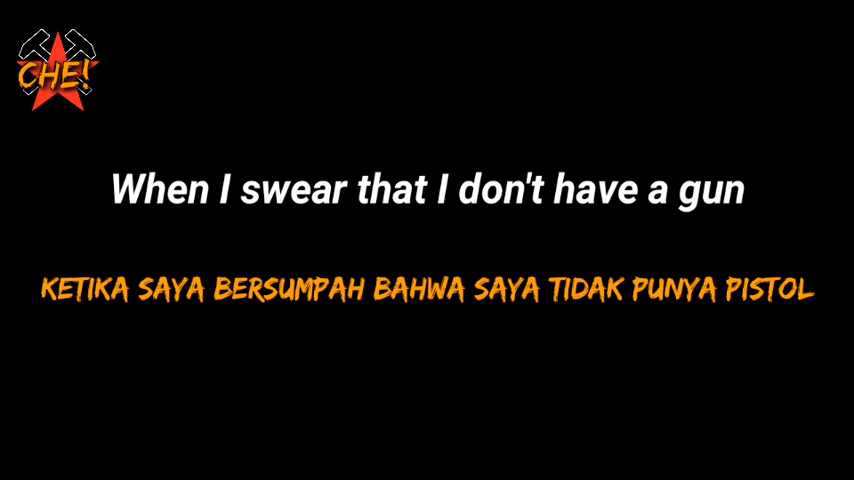 CHE!
When I swear that I don't have a gun
KETIKA SAYA BERSUMPAH BAHWA SAYA TIDAK PUNYA PISTOL